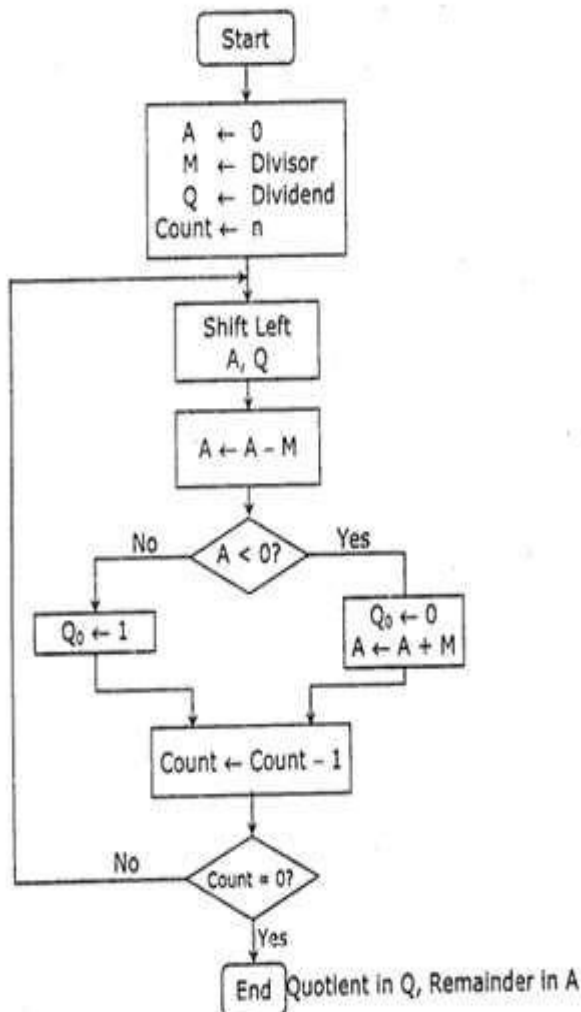 Start
A ← 0
M ← Divisor
Q ← Dividend
Count ← n
Shift Left
A, Q
A ← A – M
A < 0?
No
Yes
Q₀ ← 1
Q₀ ← 0
A ← A + M
Count ← Count – 1
Count = 0?
No
Yes
End
Quotient in Q, Remainder in A